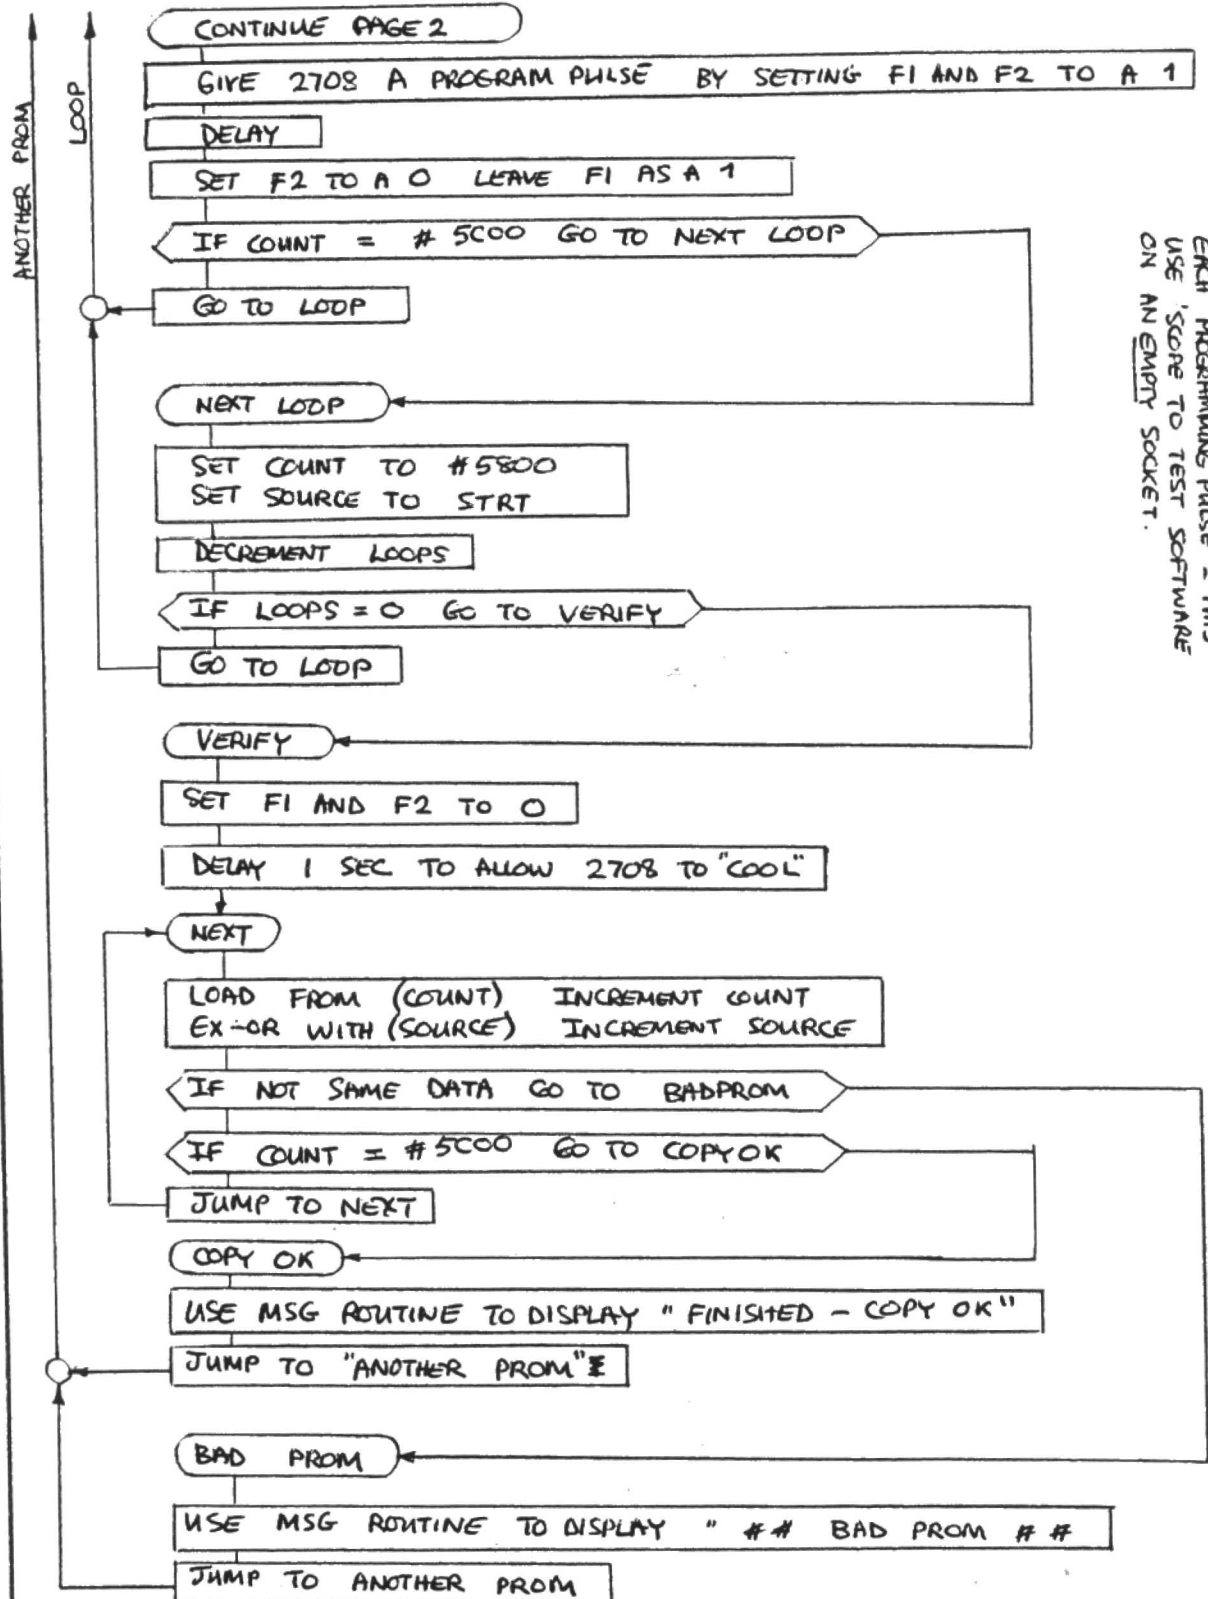 CONTINUE PAGE 2
GIVE 2708 A PROGRAM PULSE BY SETTING F1 AND F2 TO A 1
DELAY
SET F2 TO A 0 LEAVE F1 AS A 1
IF COUNT = # 5C00 GO TO NEXT LOOP
GO TO LOOP
LOOP
ANOTHER PROM
EACH PROGRAMMING PULSE = THIS
USE 'SCOPE TO TEST SOFTWARE
ON AN EMPTY SOCKET.
NEXT LOOP
SET COUNT TO #5800
SET SOURCE TO STRT
DECREMENT LOOPS
IF LOOPS = 0 GO TO VERIFY
GO TO LOOP
VERIFY
SET F1 AND F2 TO 0
DELAY 1 SEC TO ALLOW 2708 TO "COOL"
NEXT
LOAD FROM (COUNT) INCREMENT COUNT
EX-OR WITH (SOURCE) INCREMENT SOURCE
IF NOT SAME DATA GO TO BADPROM
IF COUNT = #5C00 GO TO COPYOK
JUMP TO NEXT
COPY OK
USE MSG ROUTINE TO DISPLAY " FINISHED - COPY OK"
JUMP TO "ANOTHER PROM"
BAD PROM
USE MSG ROUTINE TO DISPLAY " ## BAD PROM ##
JUMP TO ANOTHER PROM